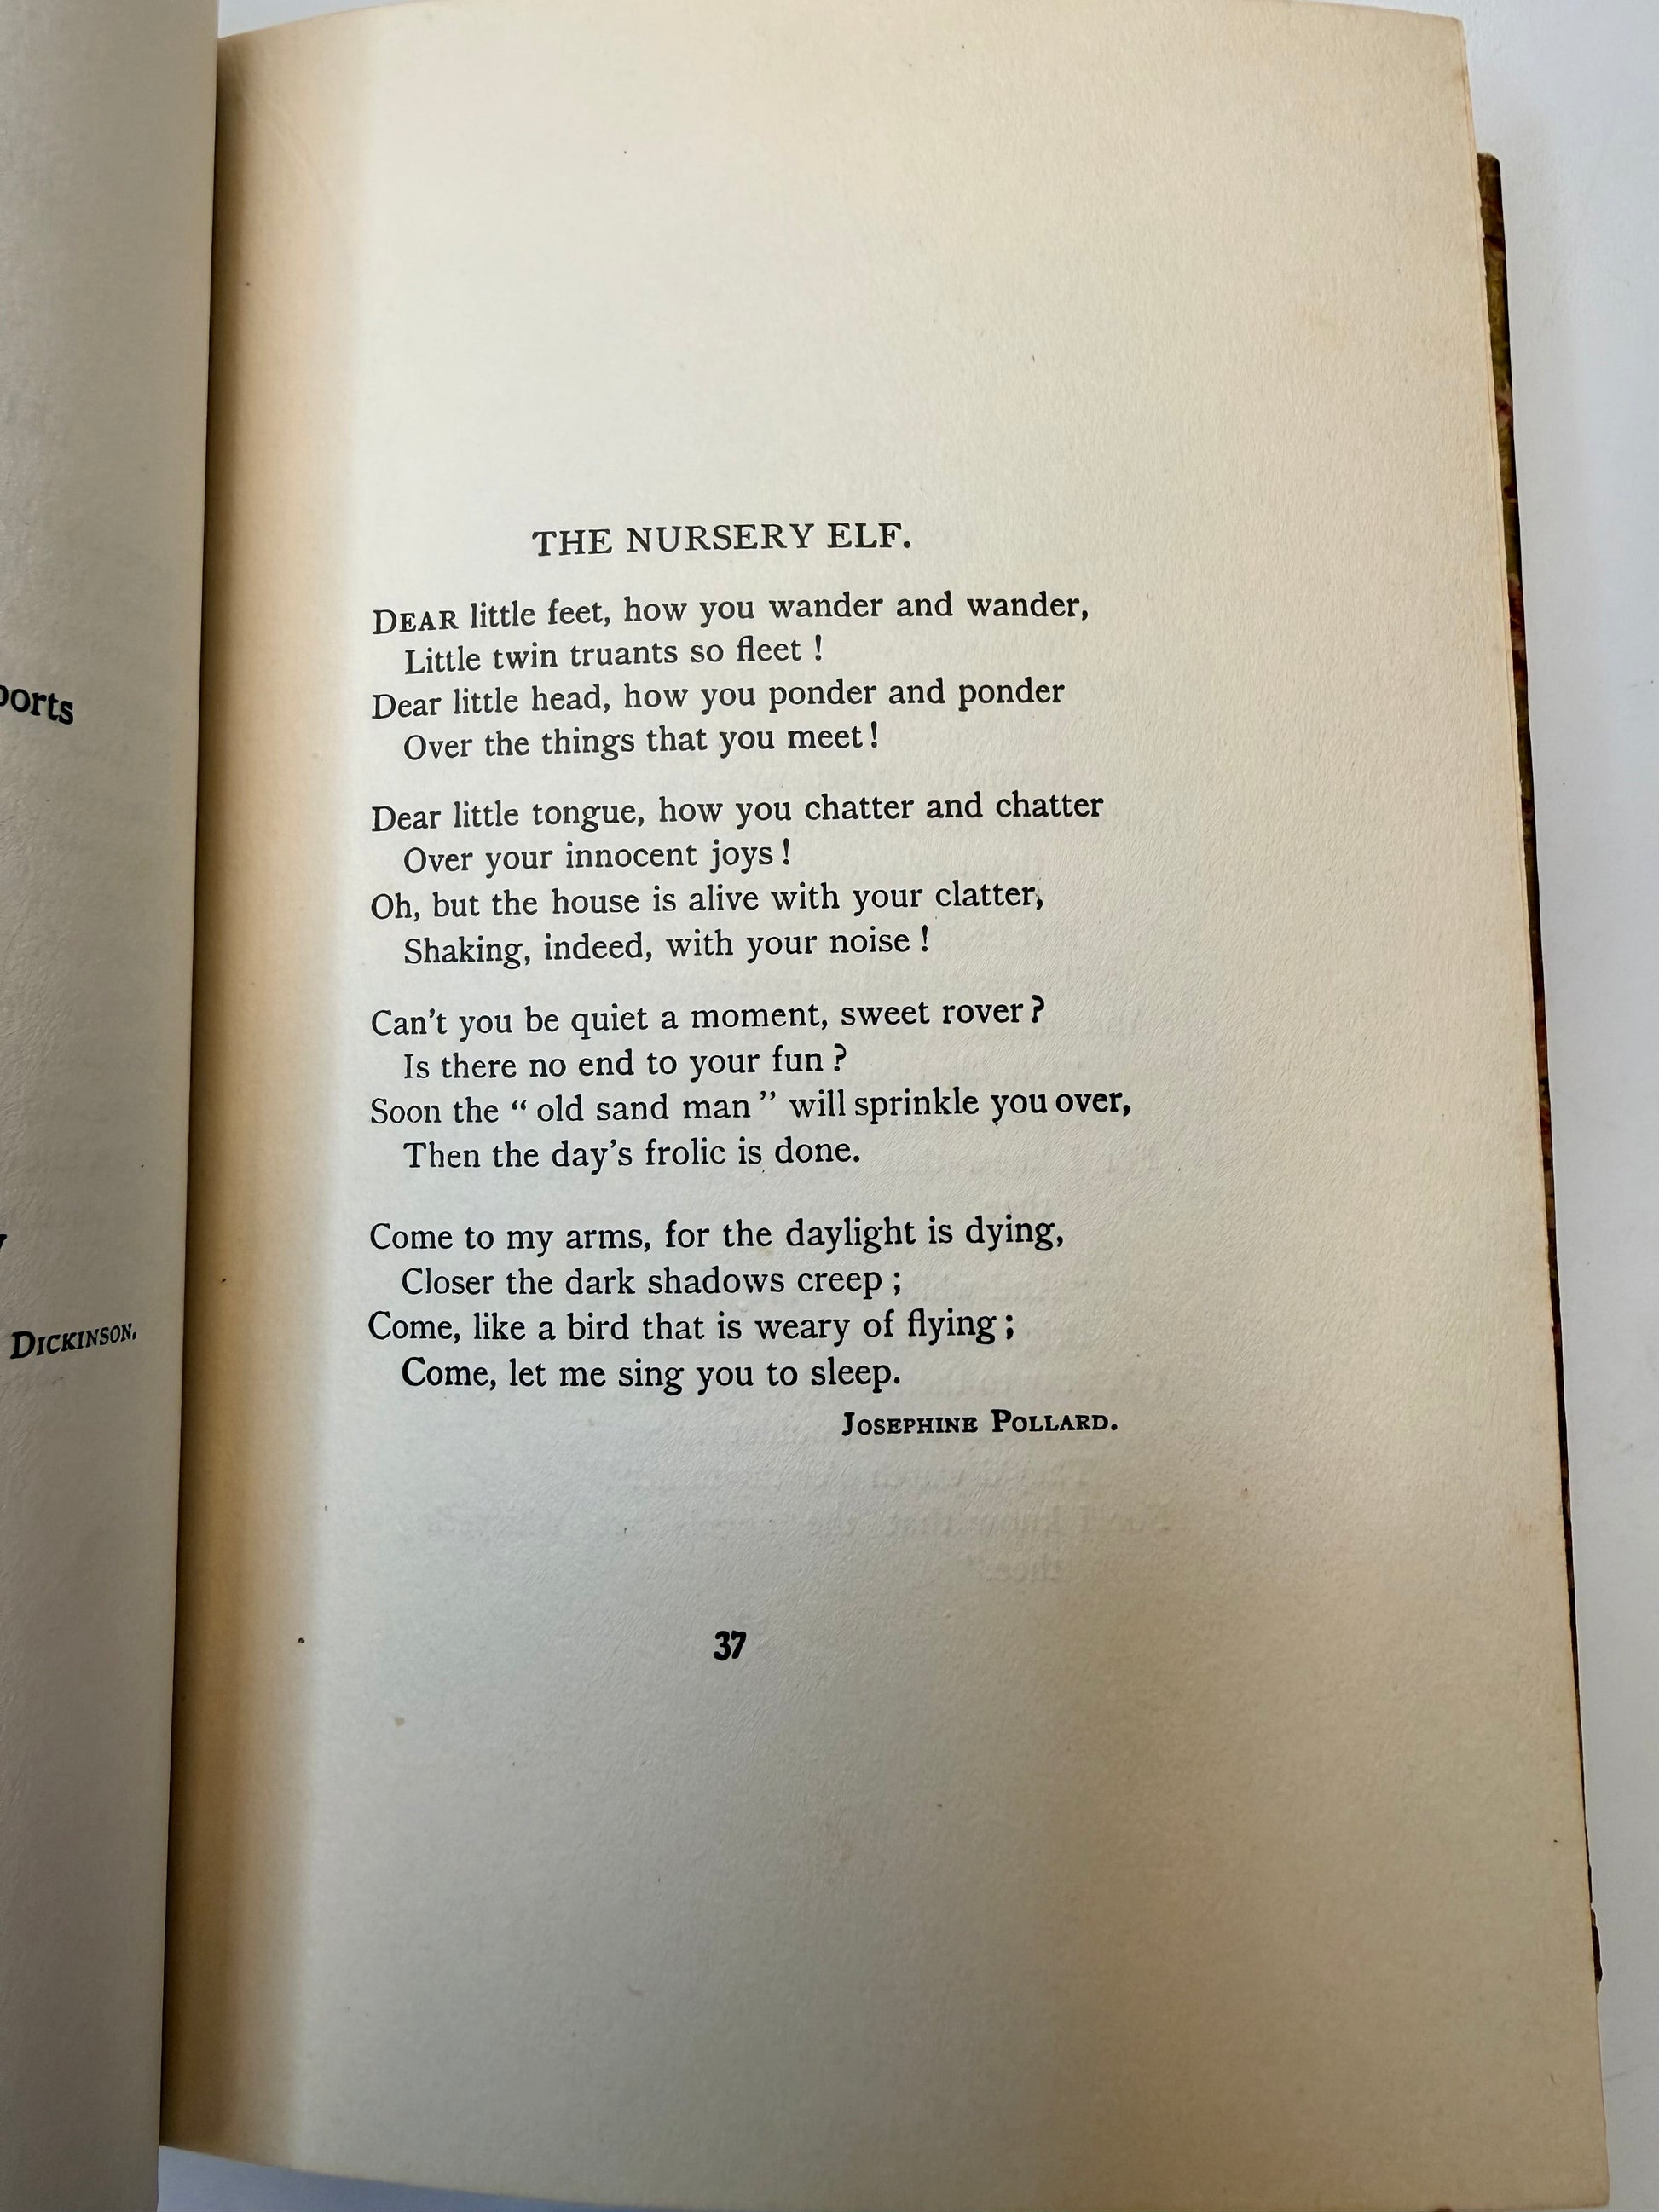 ports
DICKINSON.
THE NURSERY ELF.
DEAR little feet, how you wander and wander,
Little twin truants so fleet !
Dear little head, how you ponder and ponder
Over the things that you meet !
Dear little tongue, how you chatter and chatter
Over your innocent joys !
Oh, but the house is alive with your clatter,
Shaking, indeed, with your noise !
Can't you be quiet a moment, sweet rover ?
Is there no end to your fun ?
Soon the “ old sand man ” will sprinkle you over,
Then the day's frolic is done.
Come to my arms, for the daylight is dying,
Closer the dark shadows creep ;
Come, like a bird that is weary of flying ;
Come, let me sing you to sleep.
JOSEPHINE POLLARD.
37